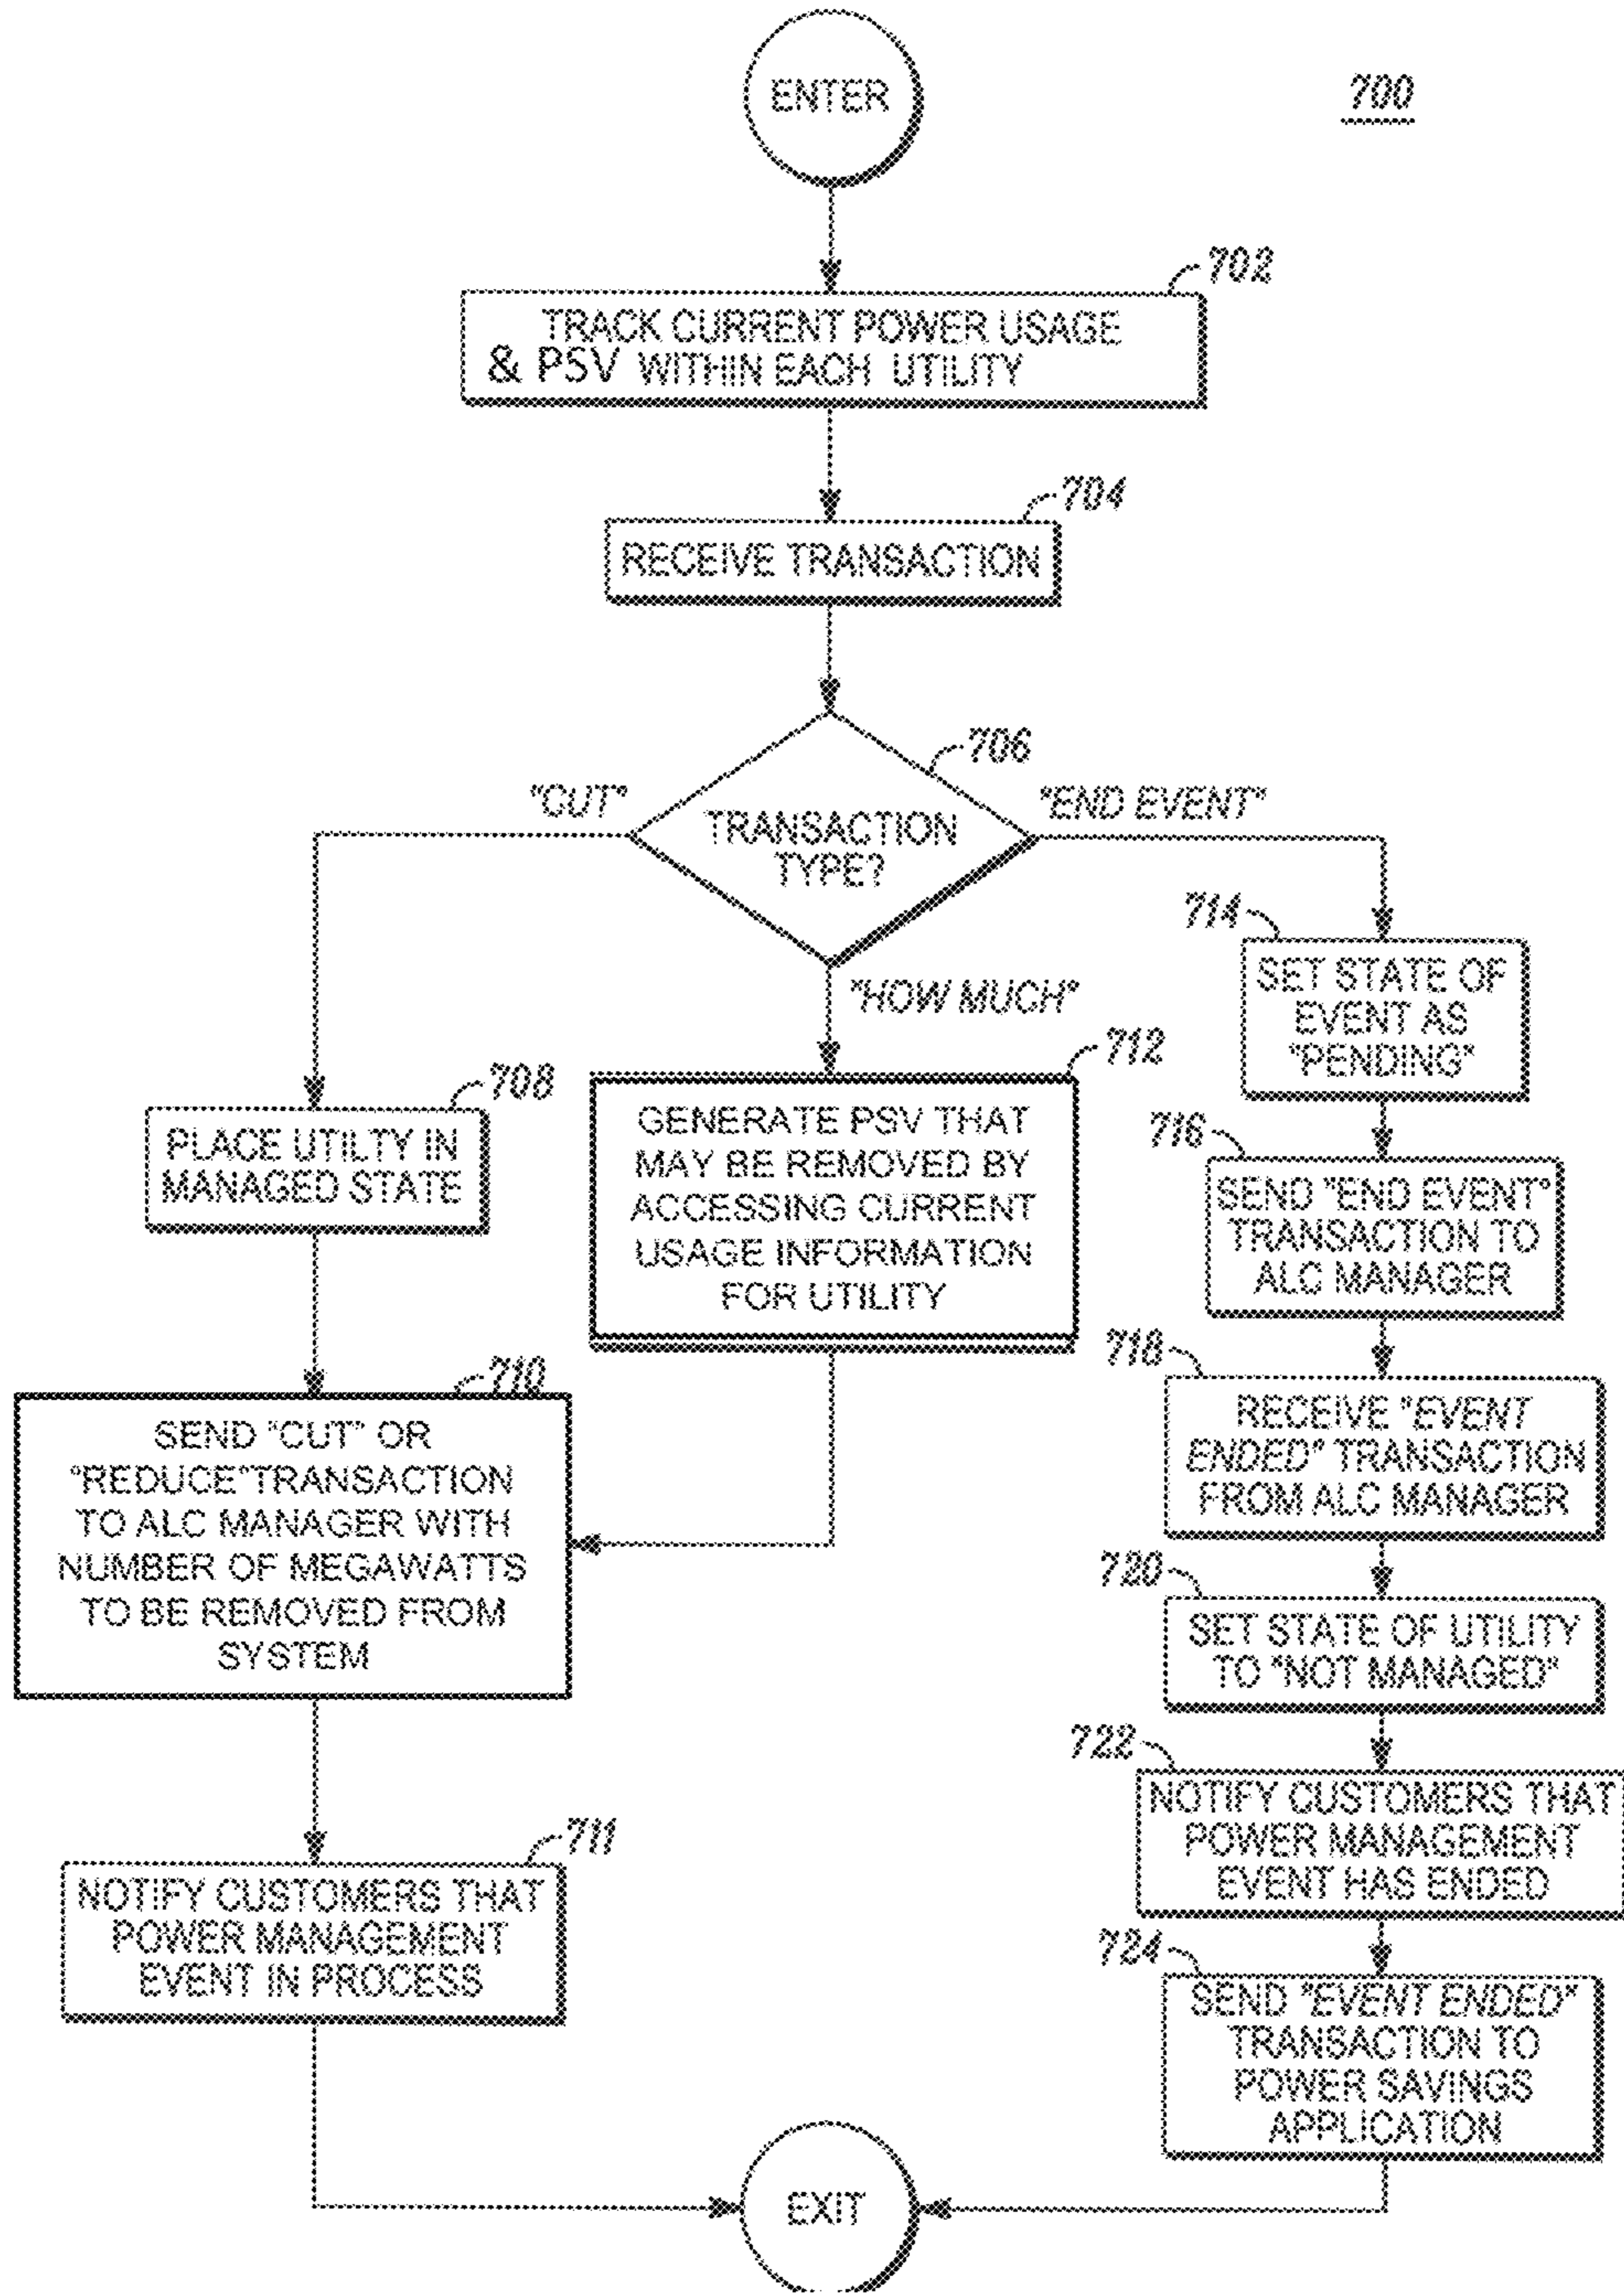 ENTER
700
702
TRACK CURRENT POWER USAGE
& PSV WITHIN EACH UTILITY
704
RECEIVE TRANSACTION
706
"CUT"
TRANSACTION
TYPE?
"END EVENT"
"HOW MUCH"
708
PLACE UTILTY IN
MANAGED STATE
712
GENERATE PSV THAT
MAY BE REMOVED BY
ACCESSING CURRENT
USAGE INFORMATION
FOR UTILITY
710
SEND "CUT" OR
"REDUCE"TRANSACTION
TO ALC MANAGER WITH
NUMBER OF MEGAWATTS
TO BE REMOVED FROM
SYSTEM
711
NOTIFY CUSTOMERS THAT
POWER MANAGEMENT
EVENT IN PROCESS
714
SET STATE OF
EVENT AS
"PENDING"
716
SEND "END EVENT"
TRANSACTION TO
ALC MANAGER
718
RECEIVE "EVENT
ENDED" TRANSACTION
FROM ALC MANAGER
720
SET STATE OF UTILITY
TO "NOT MANAGED"
722
NOTIFY CUSTOMERS THAT
POWER MANAGEMENT
EVENT HAS ENDED
724
SEND "EVENT ENDED"
TRANSACTION TO
POWER SAVINGS
APPLICATION
EXIT